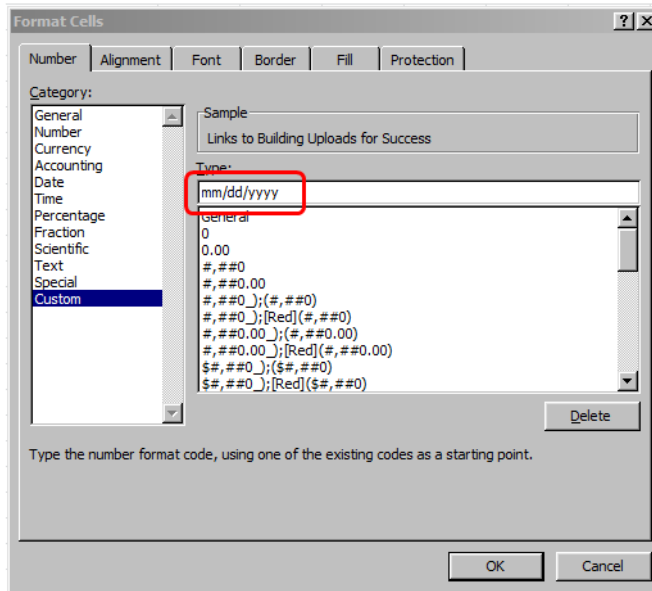 Format Cells
Number Alignment Font Border Fill Protection
Category:
General
Number
Currency
Accounting
Date
Time
Percentage
Fraction
Scientific
Text
Special
Custom
Sample
Links to Building Uploads for Success
Type:
mm/dd/yyyy
General
0
0.00
#,##0
#,##0.00
#,##0_);(#,##0)
#,##0_);[Red](#,##0)
#,##0.00_);(#,##0.00)
#,##0.00_);[Red](#,##0.00)
$#,##0_);($#,##0)
$#,##0_);[Red]($#,##0)
Delete
Type the number format code, using one of the existing codes as a starting point.
OK Cancel